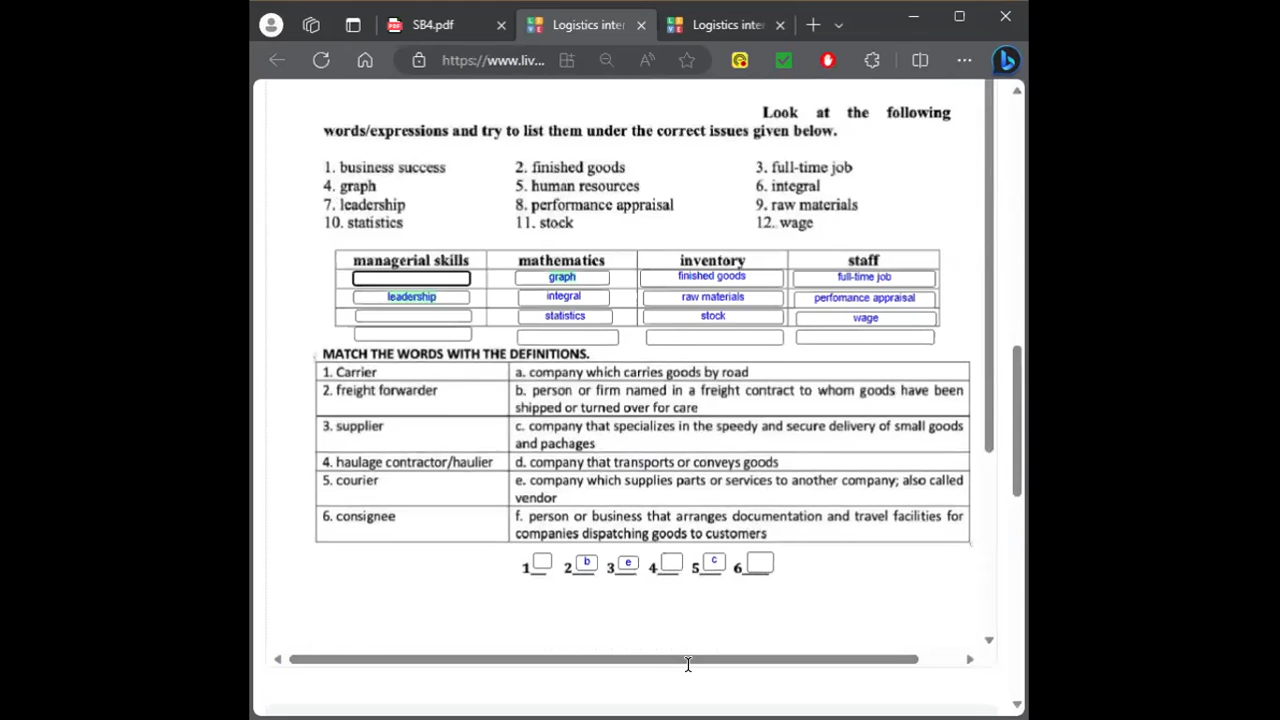 SB4.pdf
Logistics inter
Logistics inter
https://www.liv...
Look at the following
words/expressions and try to list them under the correct issues given below.
1. business success 2. finished goods 3. full-time job
4. graph 5. human resources 6. integral
7. leadership 8. performance appraisal 9. raw materials
10. statistics 11. stock 12. wage
managerial skills mathematics inventory staff
graph finished goods full-time job
leadership integral raw materials perfomance appraisal
statistics stock wage
MATCH THE WORDS WITH THE DEFINITIONS.
1. Carrier a. company which carries goods by road
2. freight forwarder b. person or firm named in a freight contract to whom goods have been
shipped or turned over for care
3. supplier c. company that specializes in the speedy and secure delivery of small goods
and pachages
4. haulage contractor/haulier d. company that transports or conveys goods
5. courier e. company which supplies parts or services to another company; also called
vendor
6. consignee f. person or business that arranges documentation and travel facilities for
companies dispatching goods to customers
1 2 b 3 e 4 5 c 6